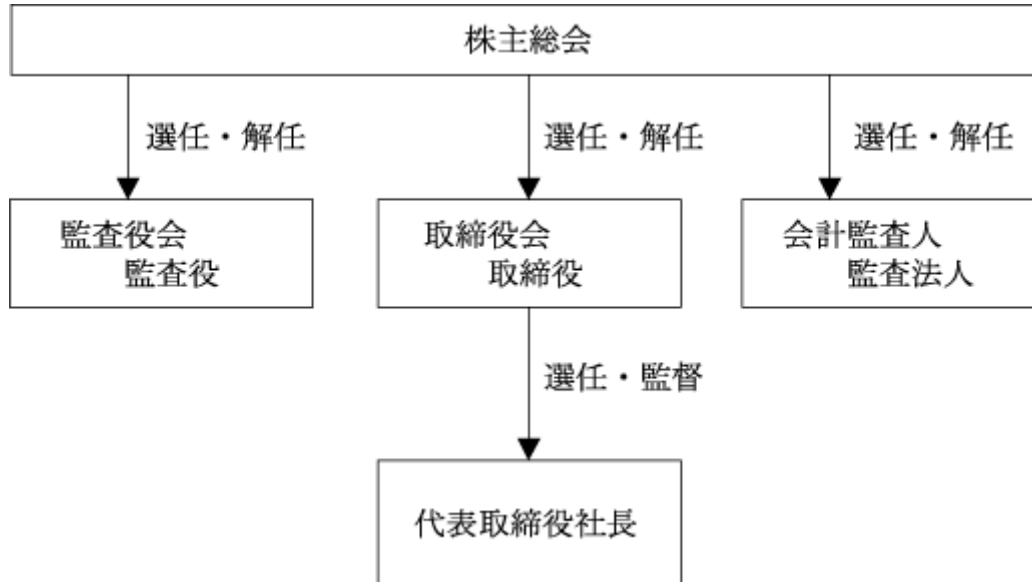 株主総会
選任・解任
選任・解任
選任・解任
監査役会
監査役
取締役会
取締役
会計監査人
監査法人
選任・監督
代表取締役社長